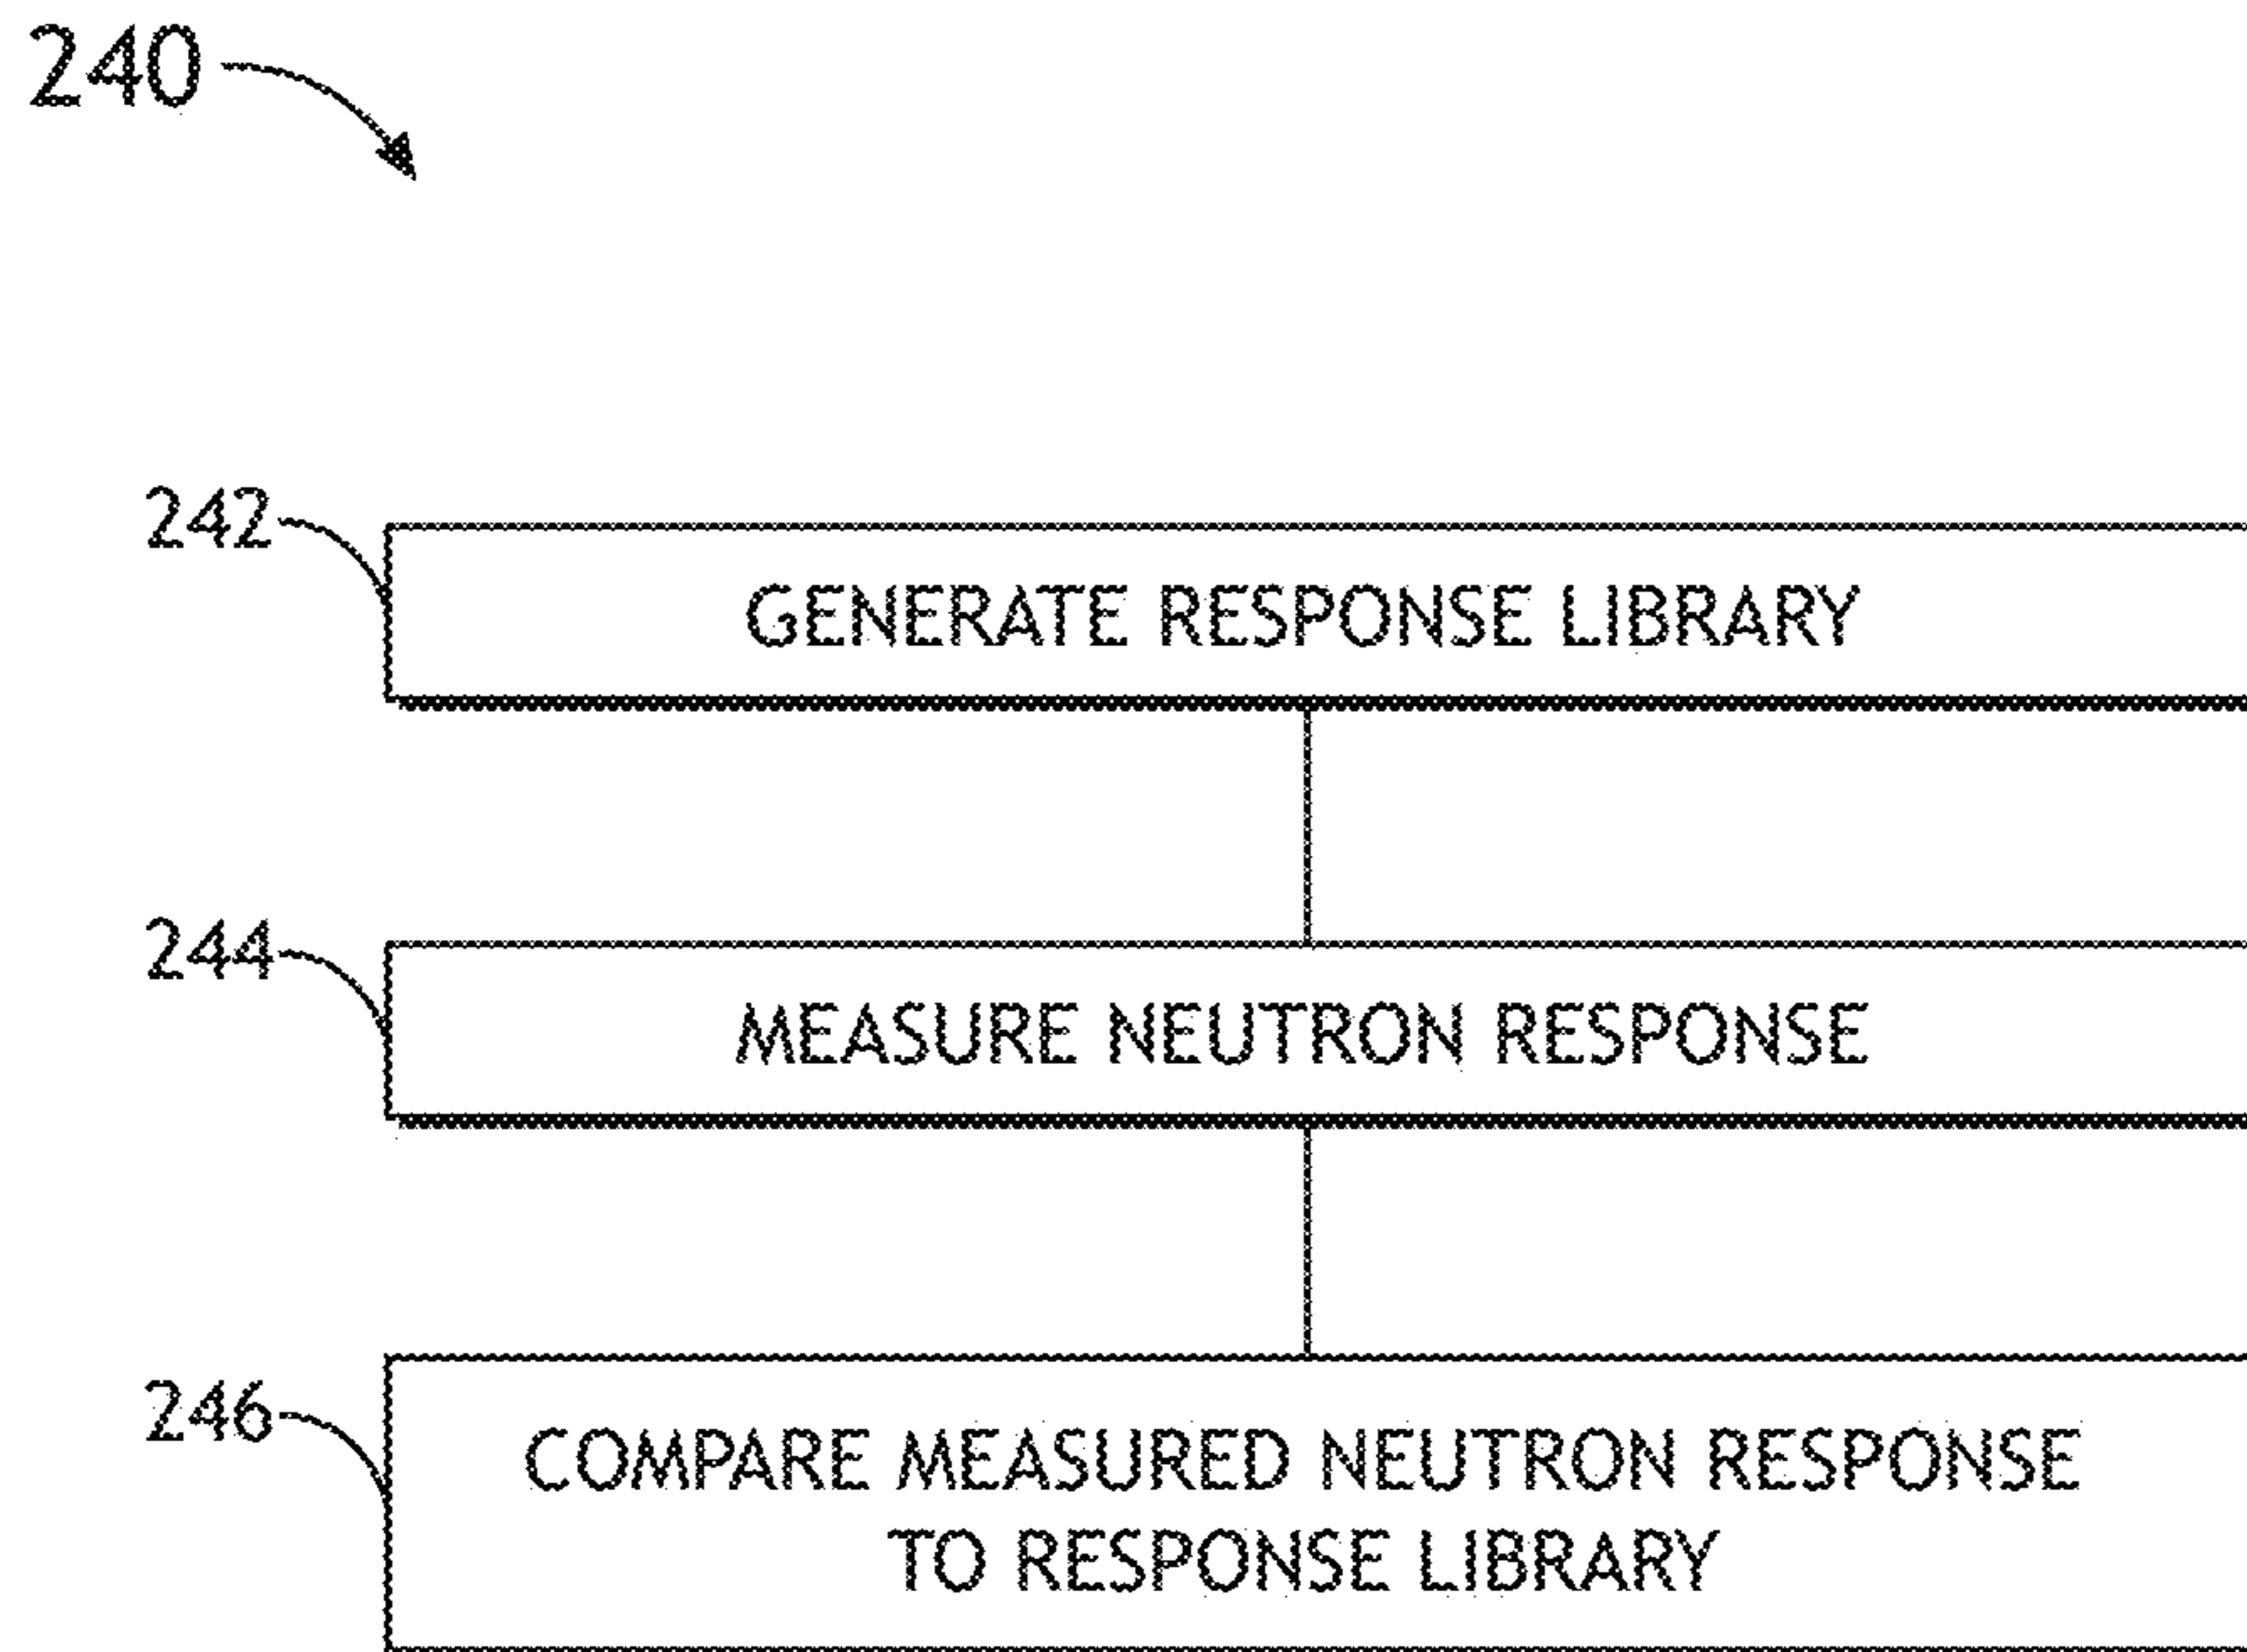 240
242
GENERATE RESPONSE LIBRARY
244
MEASURE NEUTRON RESPONSE
246
COMPARE MEASURED NEUTRON RESPONSE
TO RESPONSE LIBRARY